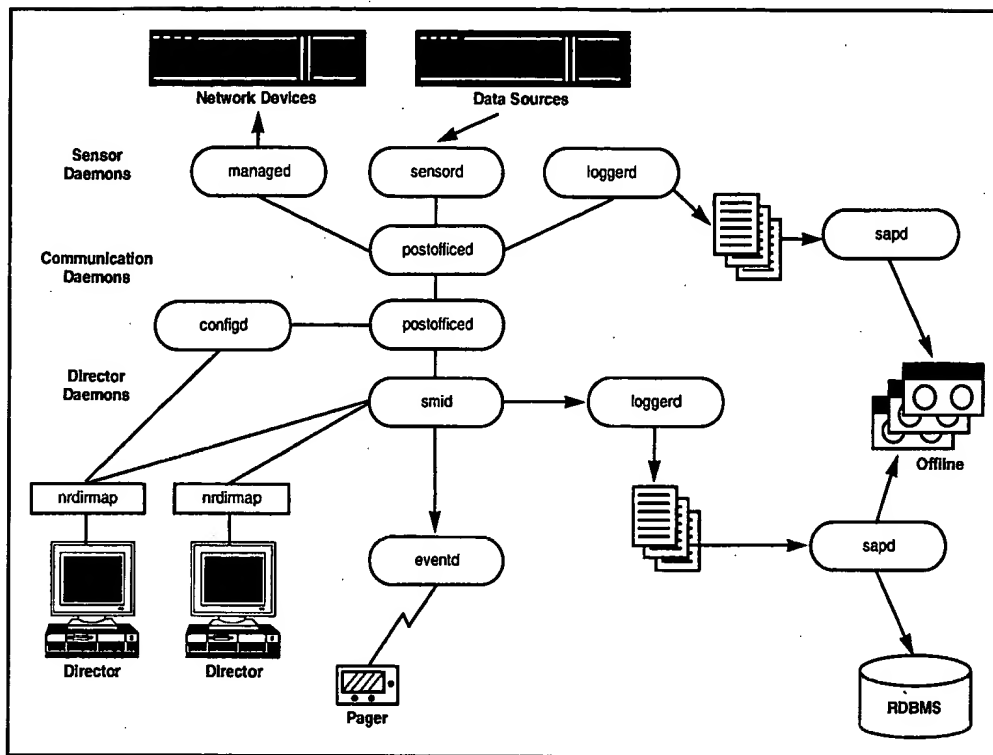 Network Devices
Data Sources
Sensor
Daemons
managed
sensord
loggerd
sapd
postofficed
Communication
Daemons
configd
postofficed
Director
Daemons
smid
loggerd
Offline
nrdirmap
nrdirmap
eventd
sapd
Director
Director
Pager
RDBMS